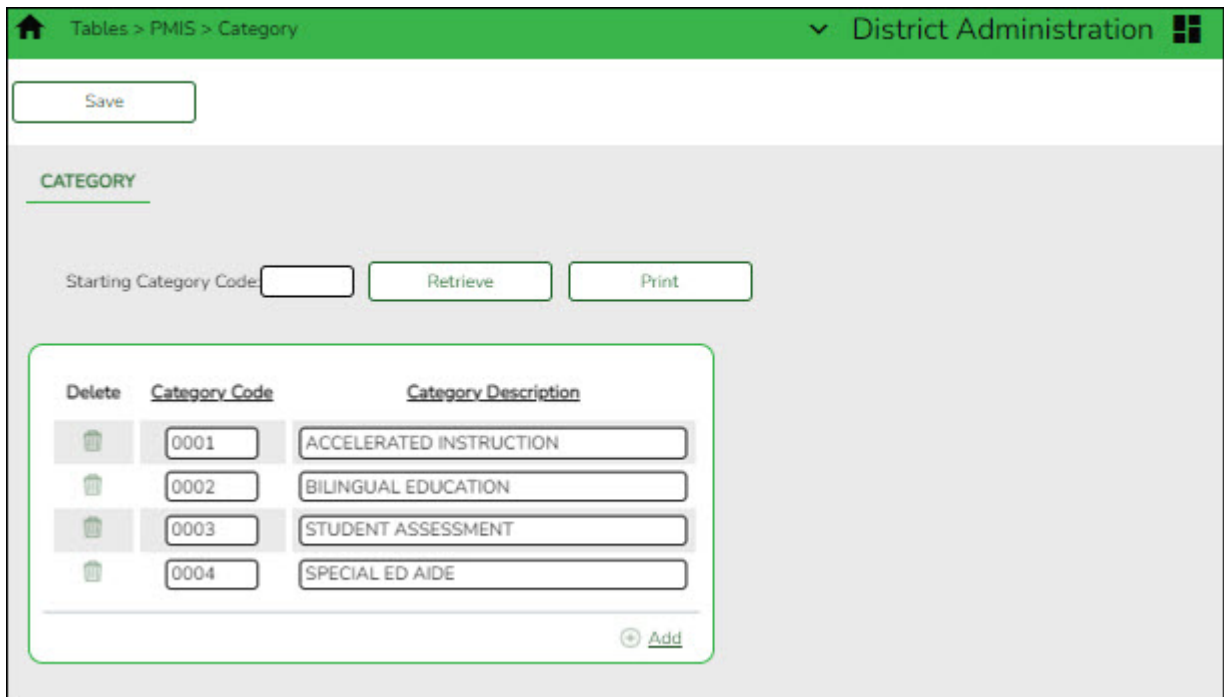 Tables > PMIS > Category
District Administration
Save
CATEGORY
Starting Category Code:
Retrieve
Print
Delete Category Code Category Description
0001 ACCELERATED INSTRUCTION
0002 BILINGUAL EDUCATION
0003 STUDENT ASSESSMENT
0004 SPECIAL ED AIDE
Add